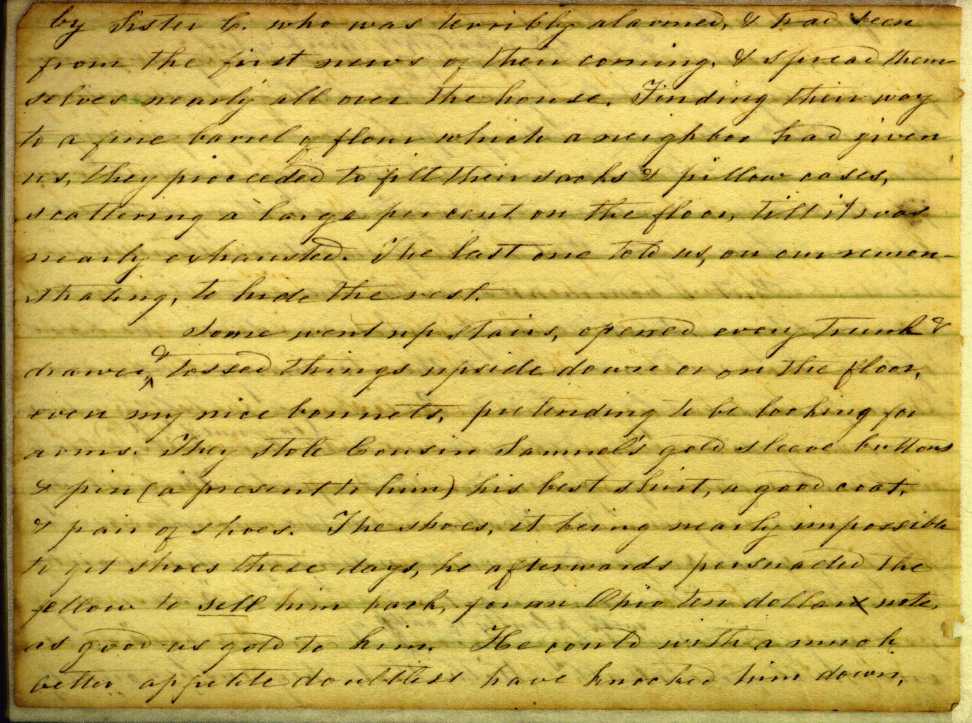 by Sister C. who was terribly alarmed, & had been
from the first news of their coming, & spread them-
selves nearly all over the house. Finding their way
to a fine barrel of flour which a neighbor had given
us, they proceeded to fill their sacks & pillow cases,
scattering a large per cent on the floor, till it was
nearly exhausted. The last one told us, on our remon-
strating, to hide the rest.
Some went up stairs, opened every trunk &
drawer, & tossed things upside down or on the floor,
even my nice bonnets, pretending to be looking for
arms. They stole Cousin Samuel's gold sleeve buttons
& pin (a present to him) his best shirt, a good coat,
& pair of shoes. The shoes, it being nearly impossible
to get shoes these days, he afterwards persuaded the
fellow to sell him back, for an Ohio ten dollar note,
as good as gold to him. He could with a much
better appetite doubtless have knocked him down,